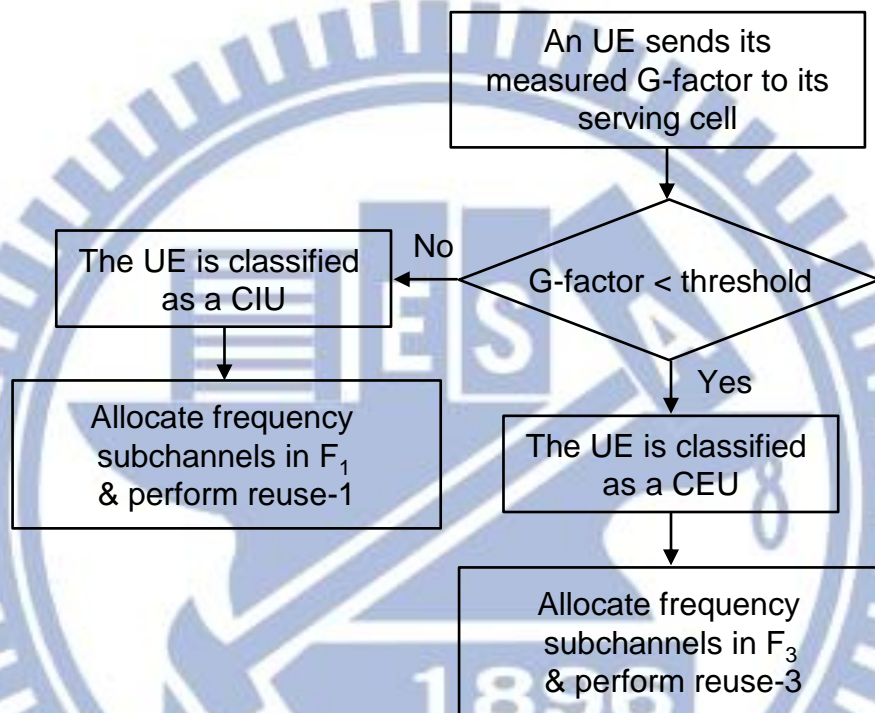 An UE sends its
measured G-factor to its
serving cell
G-factor < threshold
No
The UE is classified
as a CIU
Allocate frequency
subchannels in F₁
& perform reuse-1
Yes
The UE is classified
as a CEU
Allocate frequency
subchannels in F₃
& perform reuse-3
E S A
8
1896